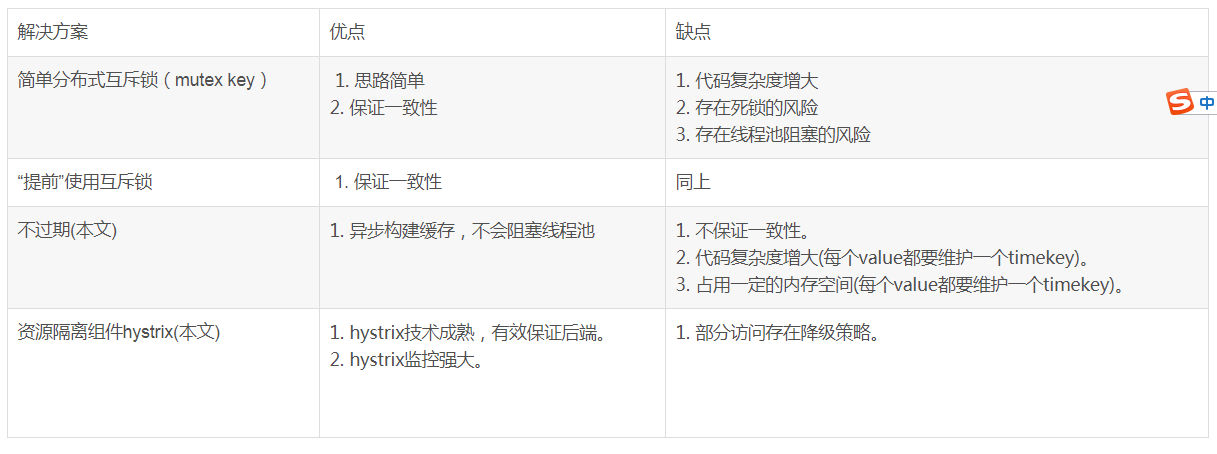 解决方案 优点 缺点
简单分布式互斥锁（mutex key） 1. 思路简单 1. 代码复杂度增大
2. 保证一致性 2. 存在死锁的风险
3. 存在线程池阻塞的风险
“提前”使用互斥锁 1. 保证一致性 同上
不过期(本文) 1. 异步构建缓存，不会阻塞线程池 1. 不保证一致性。
2. 代码复杂度增大(每个value都要维护一个timekey)。
3. 占用一定的内存空间(每个value都要维护一个timekey)。
资源隔离组件hystrix(本文) 1. hystrix技术成熟，有效保证后端。 1. 部分访问存在降级策略。
2. hystrix监控强大。
S 中